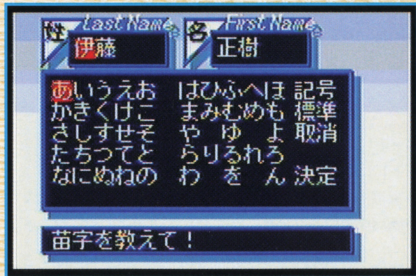 姓 Last Name 名 First Name
伊藤 正樹
あいうえお はひふへほ 記号
かきくけこ まみむめも 標準
さしすせそ や ゆ よ 取消
たちつてと らりるれろ
なにぬねの わ を ん 決定
苗字を教えて!